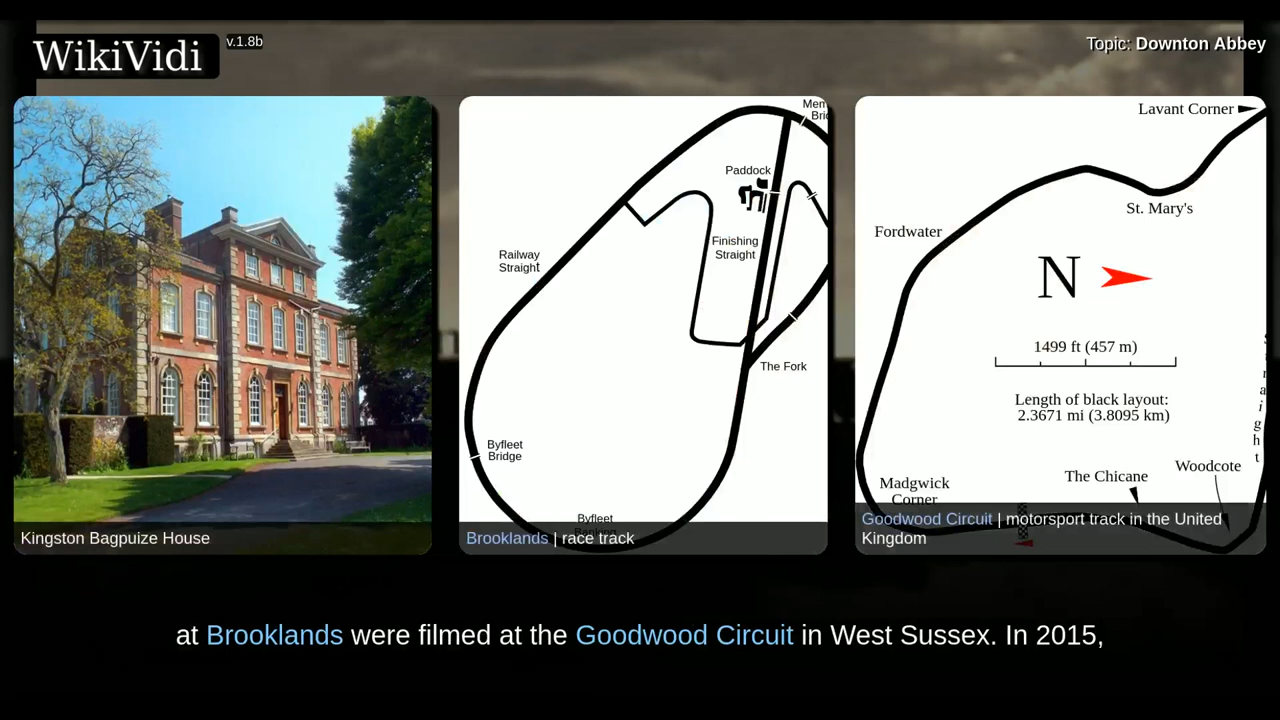 WikiVidi
v.1.8b
Topic: Downton Abbey
Kingston Bagpuize House
Paddock
Finishing
Straight
Railway
Straight
The Fork
Byfleet
Bridge
Byfleet
Brooklands | race track
Lavant Corner
St. Mary's
Fordwater
N
1499 ft (457 m)
Length of black layout:
2.3671 mi (3.8095 km)
Woodcote
The Chicane
Madgwick
Corner
Goodwood Circuit | motorsport track in the United
Kingdom
at Brooklands were filmed at the Goodwood Circuit in West Sussex. In 2015,